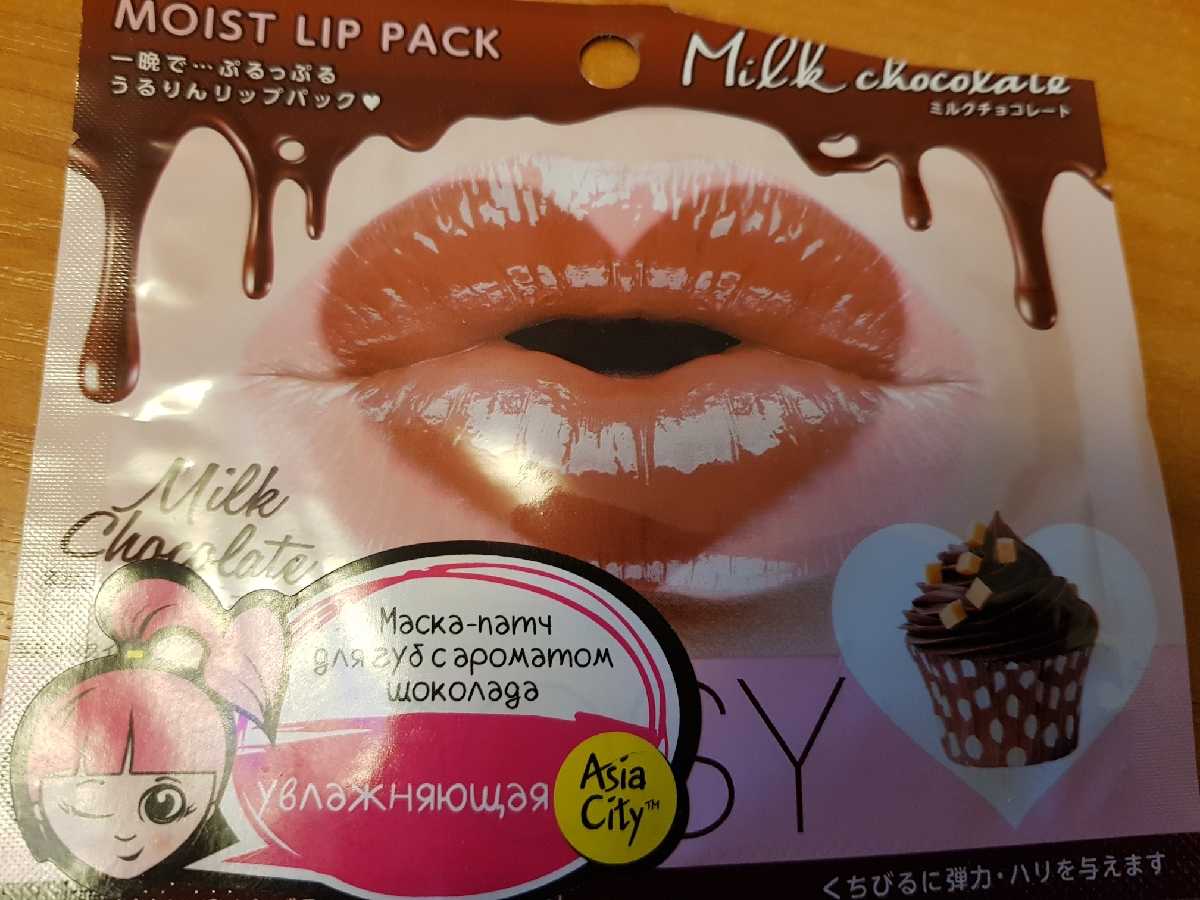 MOIST LIP PACK
一晩で…ぷるっぷる
うるりんリップパック♥
Milk chocolate
ミルクチョコレート
Milk
Chocolate
Маска-патч
для губ с ароматом
шоколада
увлажняющая
Asia
City™
SY
くちびるに弾力・ハリを与えます